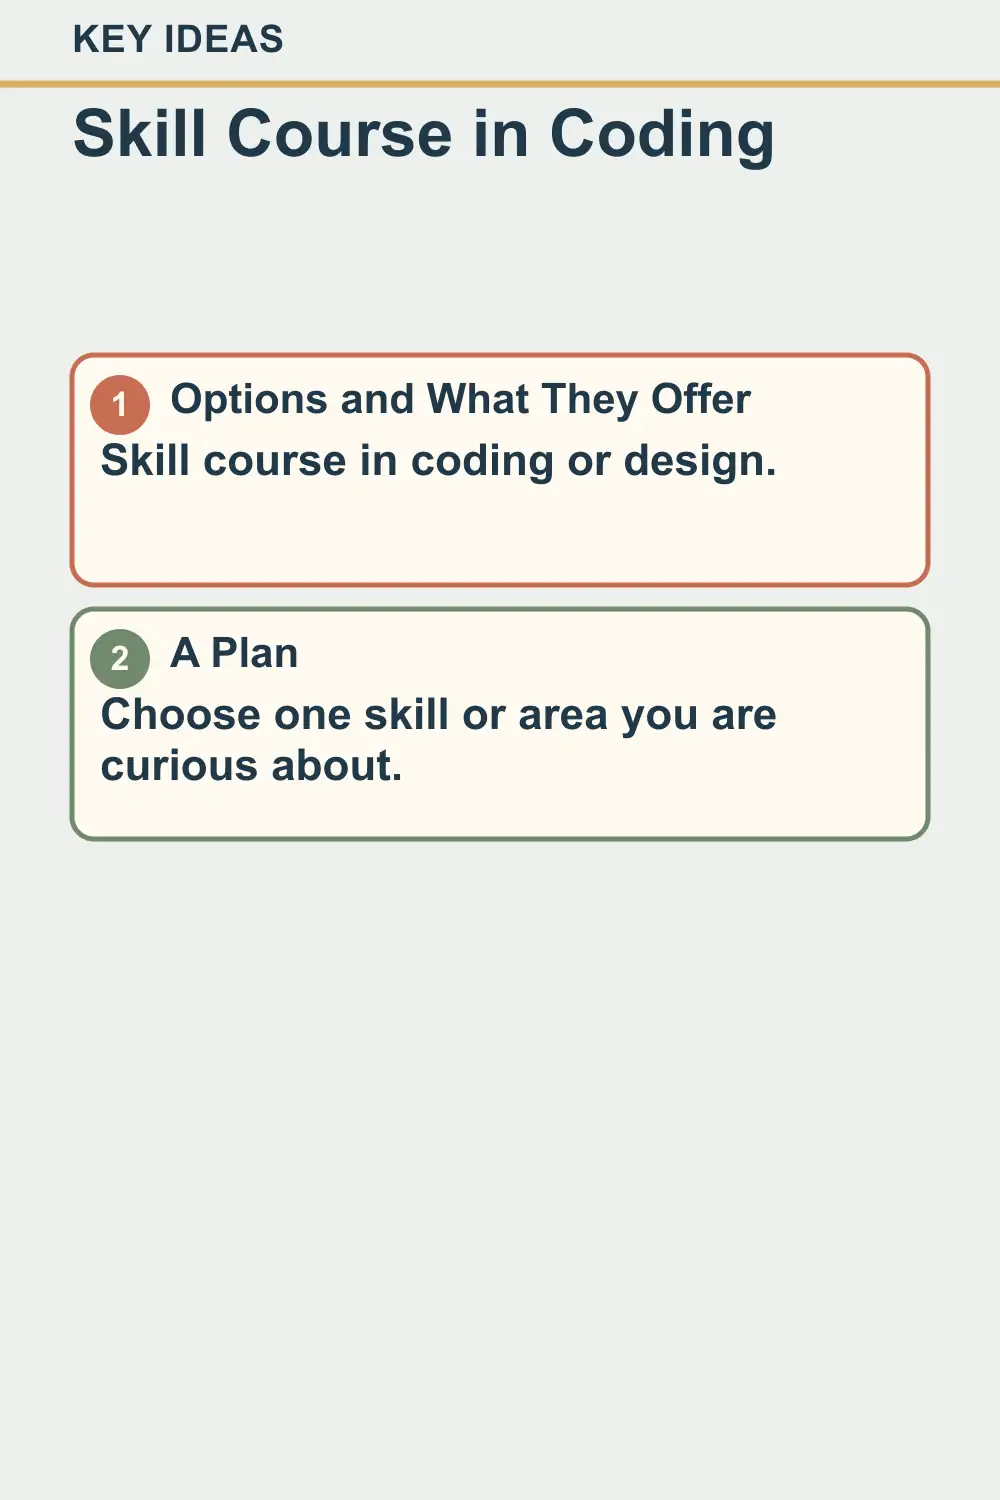 KEY IDEAS
Skill Course in Coding
1 Options and What They Offer
Skill course in coding or design.
2 A Plan
Choose one skill or area you are
curious about.